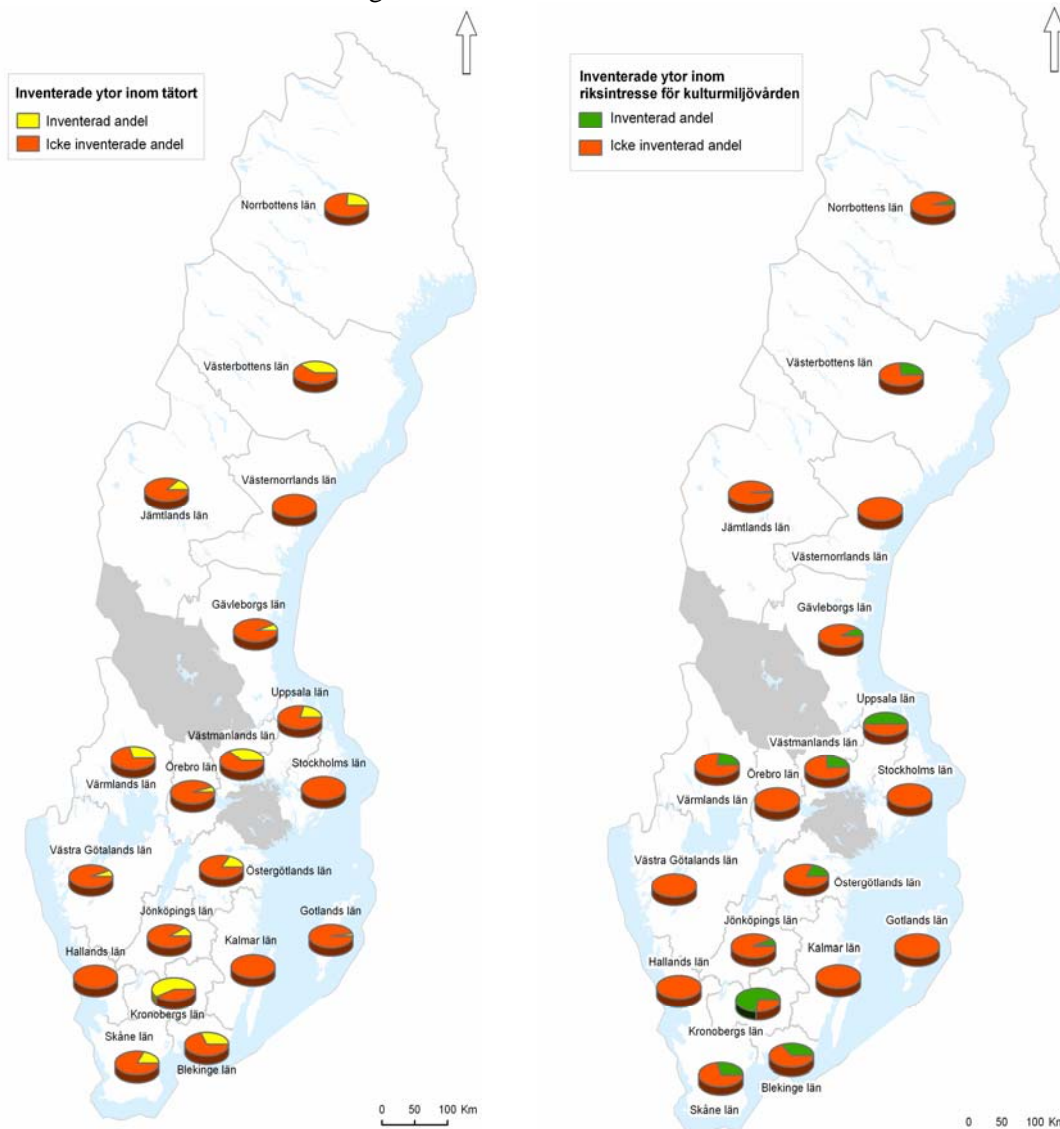 Inventerade ytor inom tätort
Inventerad andel
Icke inventerade andel
Norrbottens län
Västerbottens län
Västernorrlands län
Jämtlands län
Gävleborgs län
Uppsala län
Västmanlands län
Örebro län
Stockholms län
Värmlands län
Västra Götalands län
Östergötlands län
Jönköpings län
Gotlands län
Hallands län
Kalmar län
Kronobergs län
Skåne län
Blekinge län
0 50 100 Km
Inventerade ytor inom
riksintresse för kulturmiljövården
Inventerad andel
Icke inventerad andel
Norrbottens län
Västerbottens län
Jämtlands län
Västernorrlands län
Gävleborgs län
Uppsala län
Västmanlands län
Örebro län
Stockholms län
Värmlands län
Västra Götalands län
Östergötlands län
Jönköpings län
Gotlands län
Kalmar län
Hallands län
Kronobergs län
Blekinge län
Skåne län
0 50 100 Km